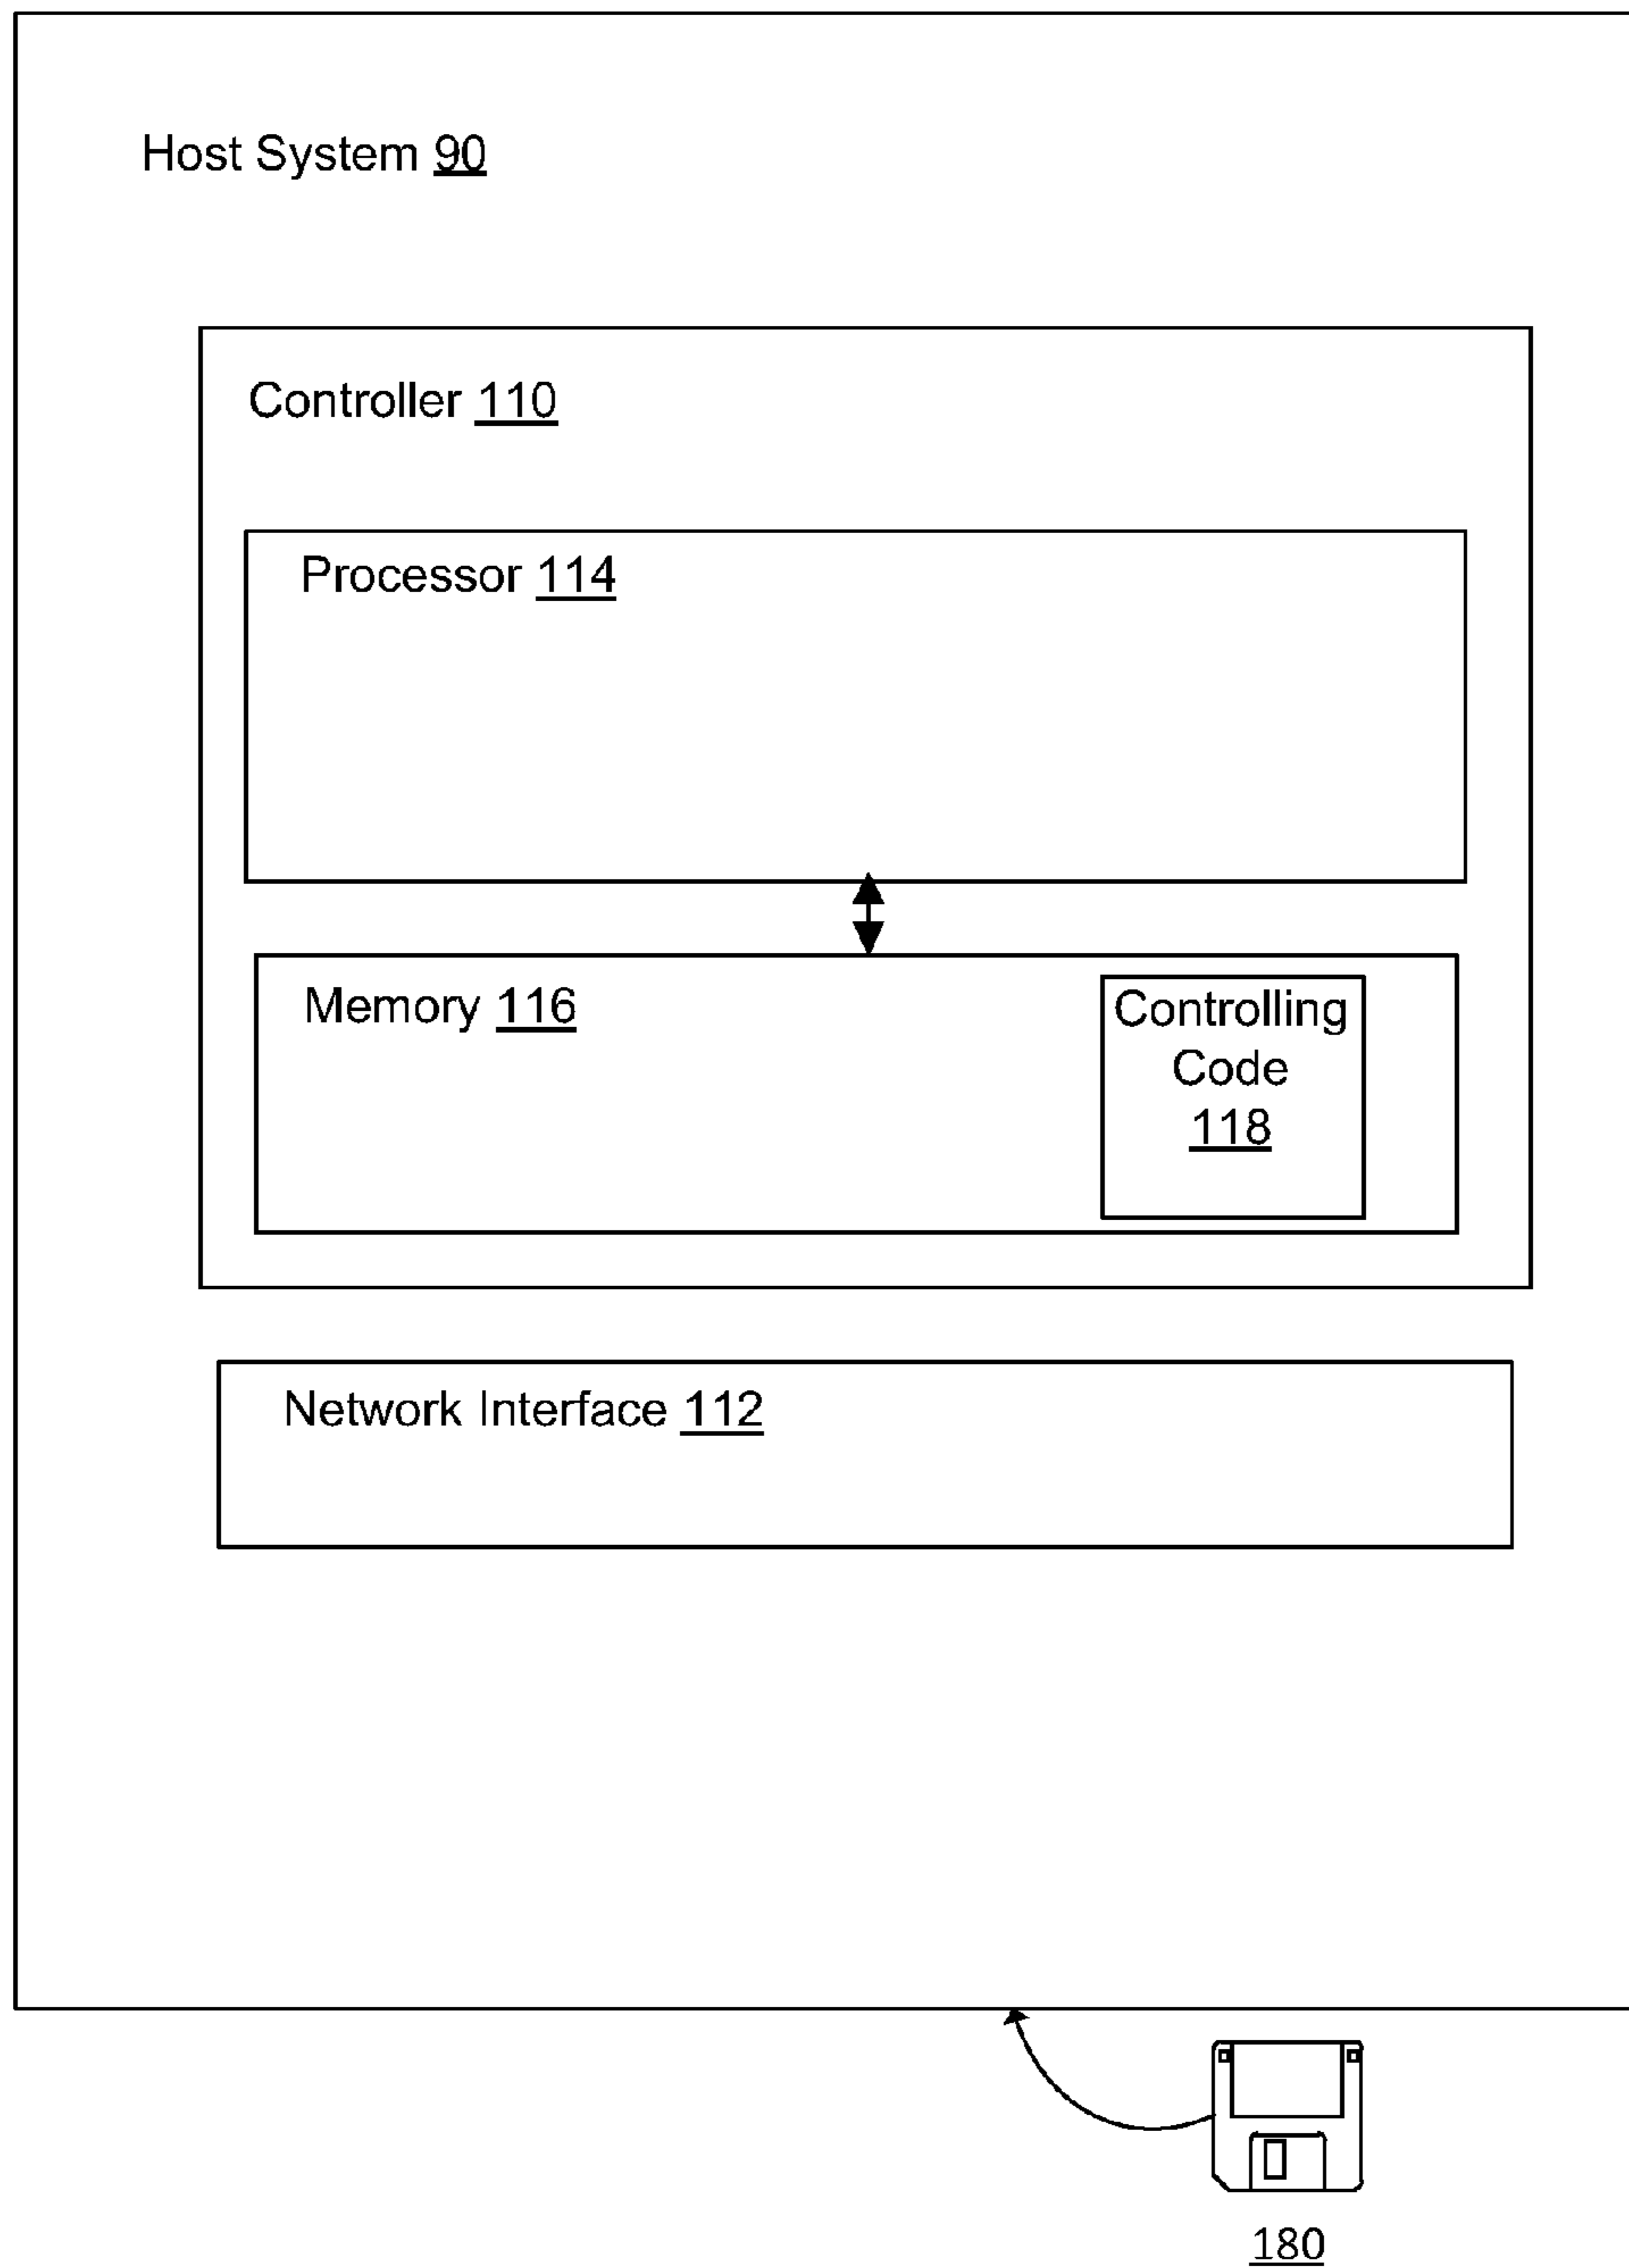 Host System 90
Controller 110
Processor 114
Memory 116
Controlling
Code
118
Network Interface 112
180